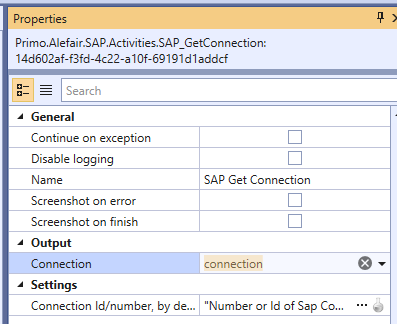 Properties
Primo.Alefair.SAP.Activities.SAP_GetConnection:
14d602af-f3fd-4c22-a10f-69191d1addcf
Search
General
Continue on exception
Disable logging
Name SAP Get Connection
Screenshot on error
Screenshot on finish
Output
Connection connection
Settings
Connection Id/number, by de... "Number or Id of Sap Co... ...